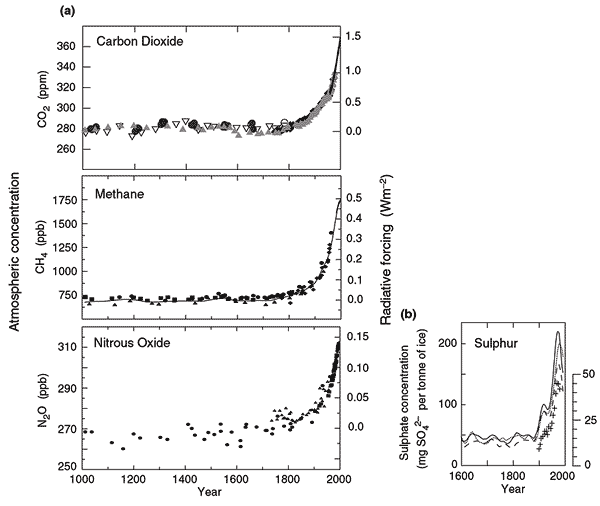 (a)
Carbon Dioxide
CO2 (ppm)
360
340
320
300
280
260
1.5
1.0
0.5
0.0
Methane
CH4 (ppb)
1750
1500
1250
1000
750
0.5
0.4
0.3
0.2
0.1
0.0
Nitrous Oxide
N2O (ppb)
310
290
270
250
0.15
0.10
0.05
0.0
1000
1200
1400
1600
1800
2000
Year
Atmospheric concentration
Radiative forcing (Wm–2)
(b)
Sulphur
Sulphate concentration
(mg SO42– per tonne of ice)
200
100
0
50
25
0
1600
1800
2000
Year